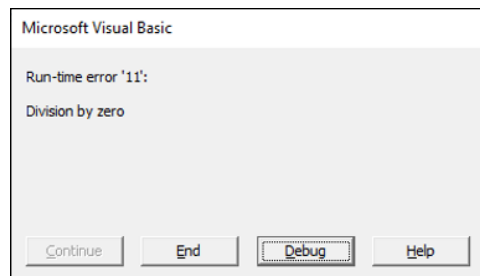 Microsoft Visual Basic
Run-time error '11':
Division by zero
Continue End Debug Help